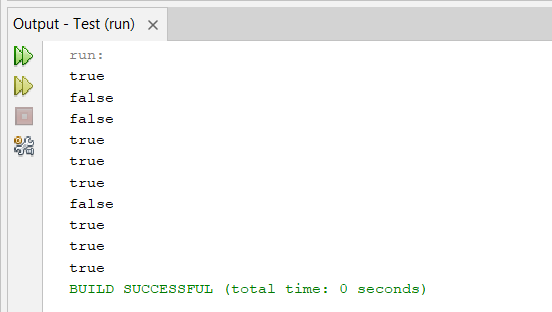 Output - Test (run)
run:
true
false
false
true
true
true
false
true
true
true
BUILD SUCCESSFUL (total time: 0 seconds)